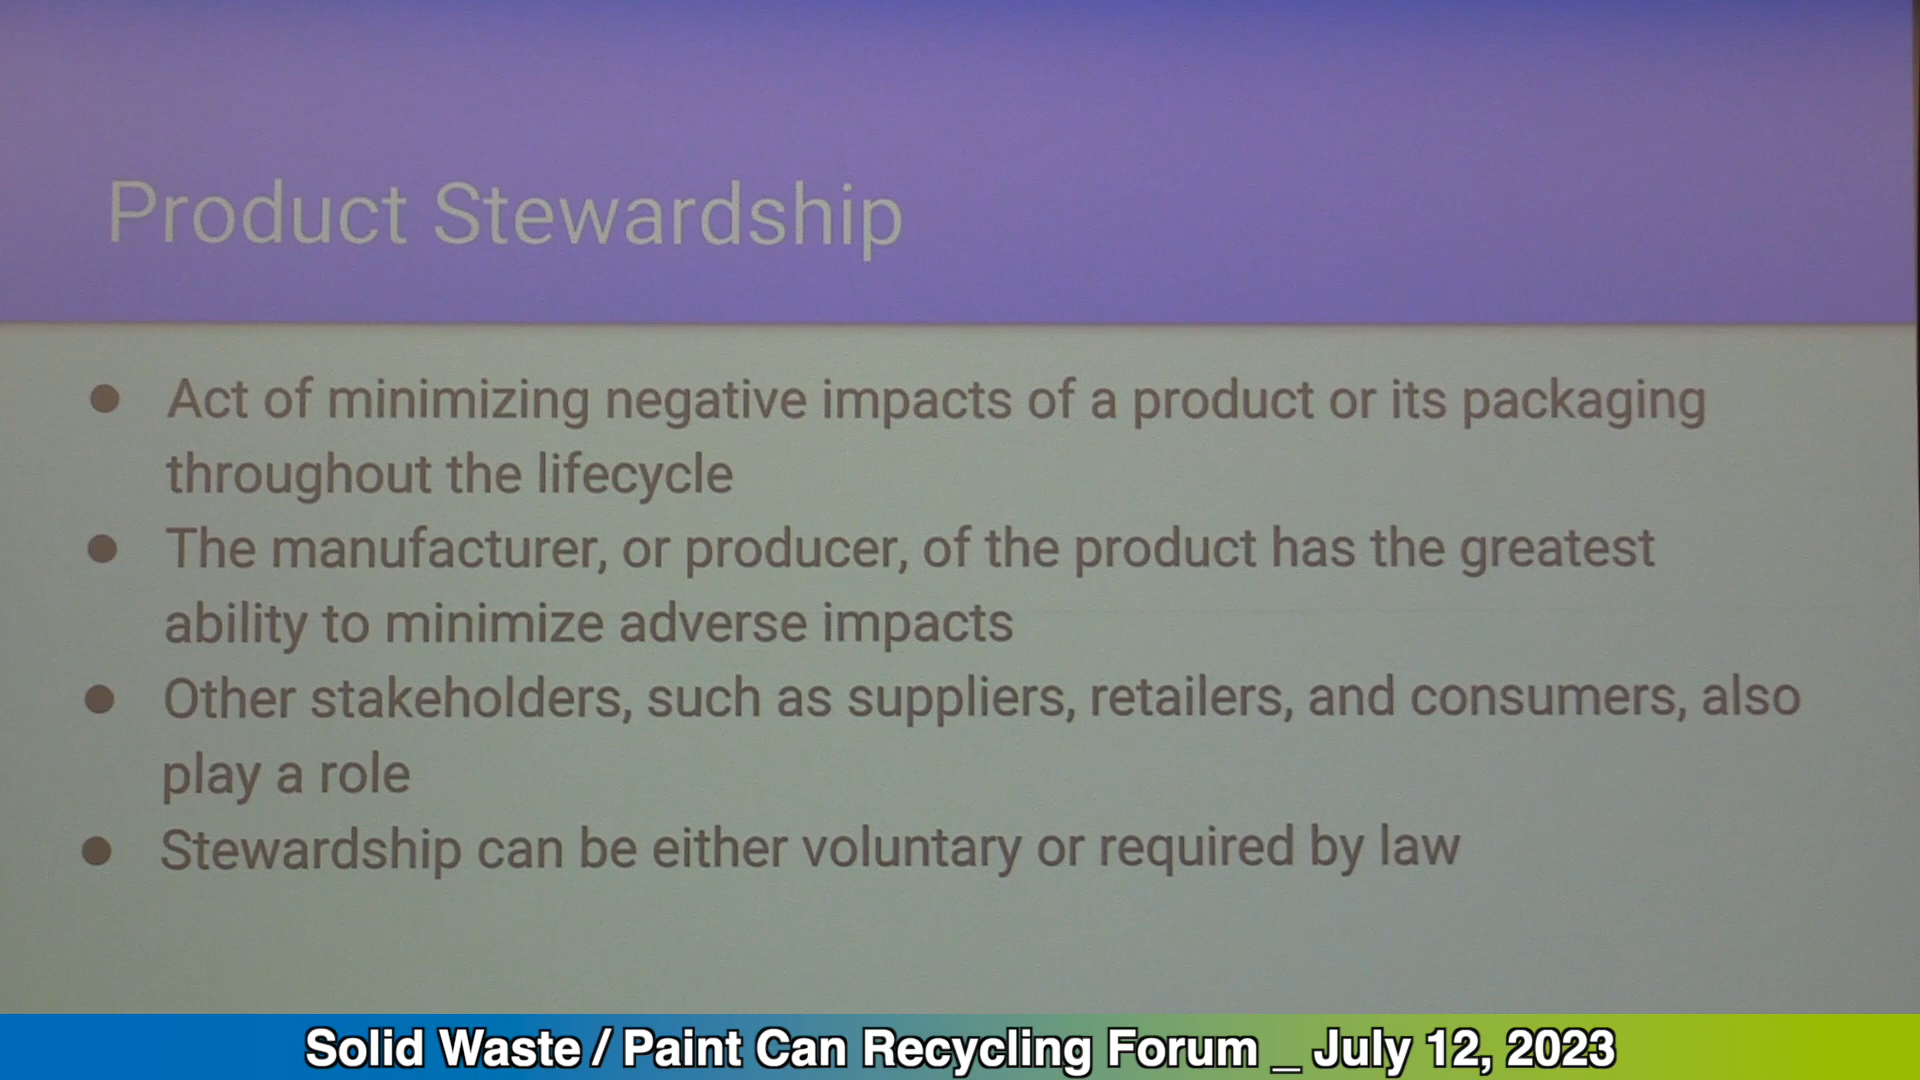 Product Stewardship
● Act of minimizing negative impacts of a product or its packaging
throughout the lifecycle
● The manufacturer, or producer, of the product has the greatest
ability to minimize adverse impacts
● Other stakeholders, such as suppliers, retailers, and consumers, also
play a role
● Stewardship can be either voluntary or required by law
Solid Waste / Paint Can Recycling Forum _ July 12, 2023